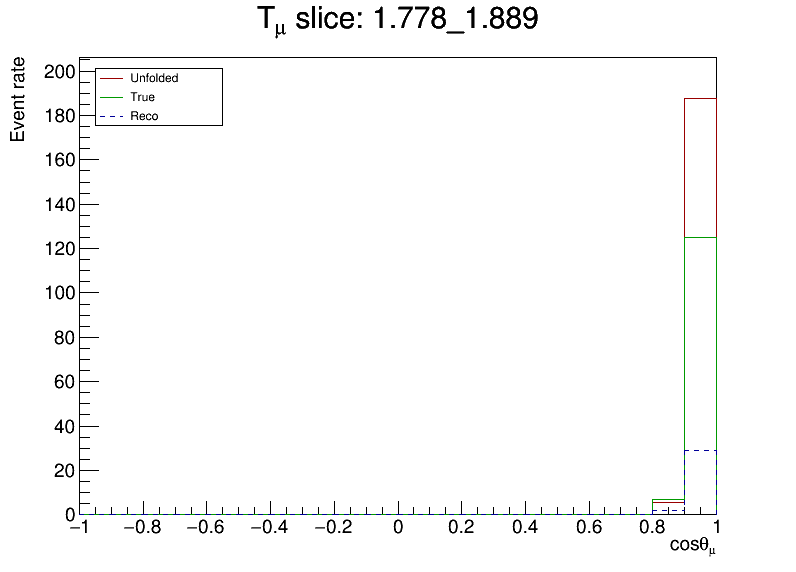 Tμ slice: 1.778_1.889
Event rate
200
180
160
140
120
100
80
60
40
20
0
Unfolded
True
Reco
−1 −0.8 −0.6 −0.4 −0.2 0 0.2 0.4 0.6 0.8 1
cosθμ